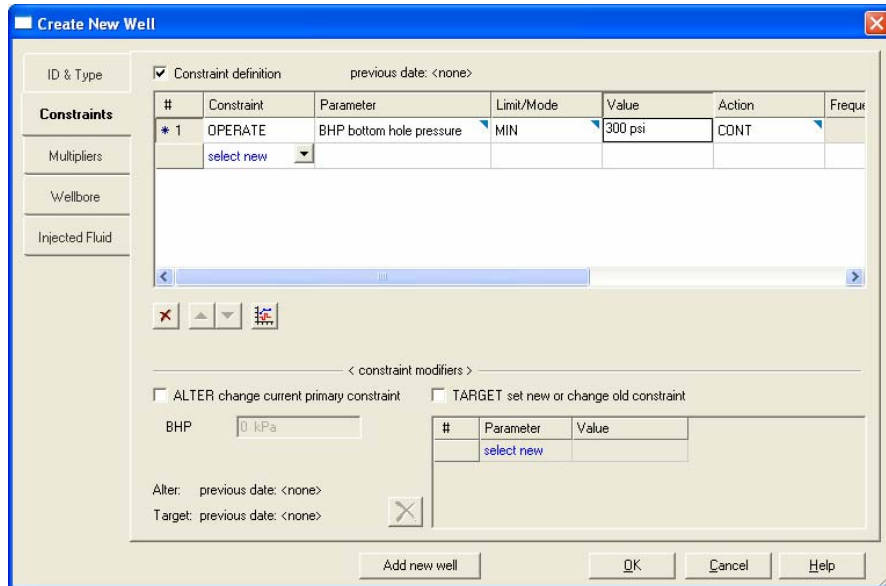 Create New Well
ID & Type
Constraints
Multipliers
Wellbore
Injected Fluid
Constraint definition previous date: <none>
# Constraint Parameter Limit/Mode Value Action Freque
* 1 OPERATE BHP bottom hole pressure MIN 300 psi CONT
select new
< constraint modifiers >
ALTER change current primary constraint TARGET set new or change old constraint
BHP 0 kPa
# Parameter Value
select new
Alter: previous date: <none>
Target: previous date: <none>
Add new well OK Cancel Help